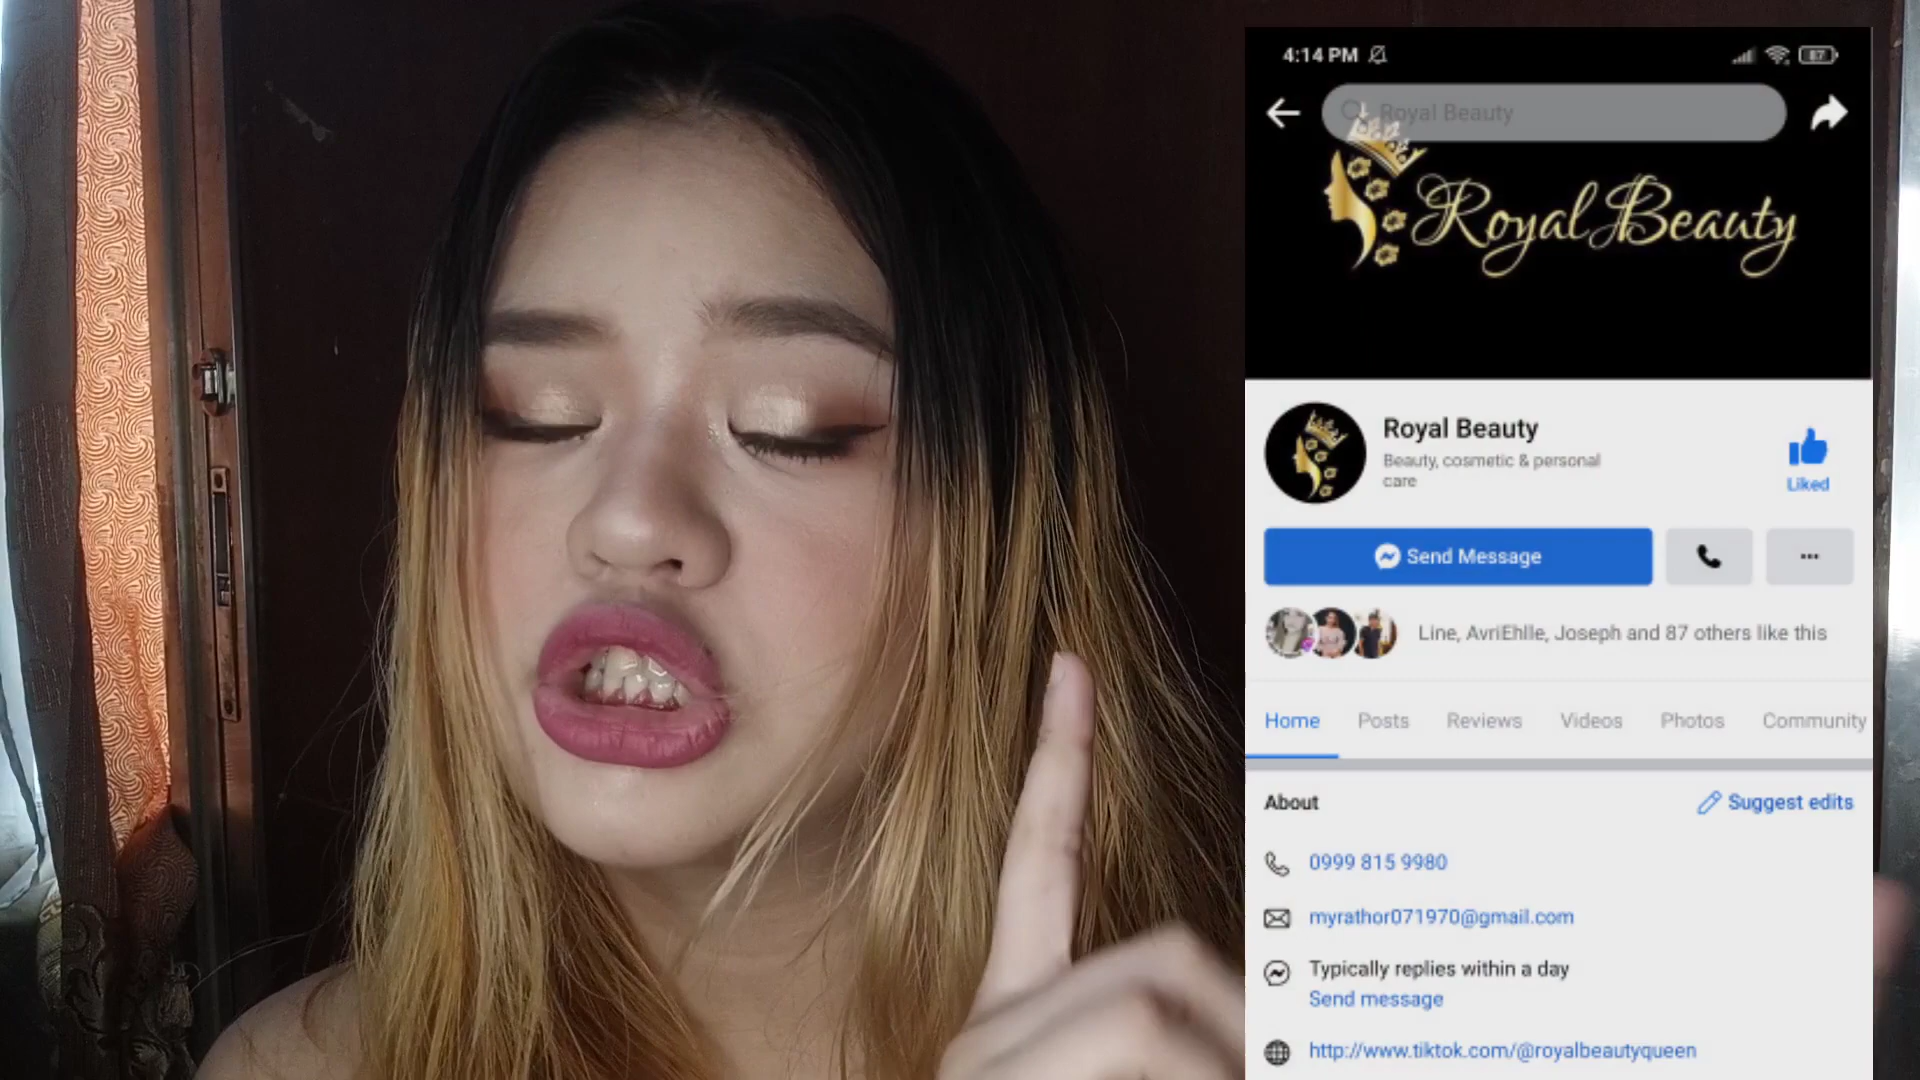 4:14 PM
87
Royal Beauty
Royal Beauty
Royal Beauty
Beauty, cosmetic & personal
care
Liked
Send Message
...
Line, AvriEhlle, Joseph and 87 others like this
Home Posts Reviews Videos Photos Community
About
Suggest edits
0999 815 9980
myrathor071970@gmail.com
Typically replies within a day
Send message
http://www.tiktok.com/@royalbeautyqueen